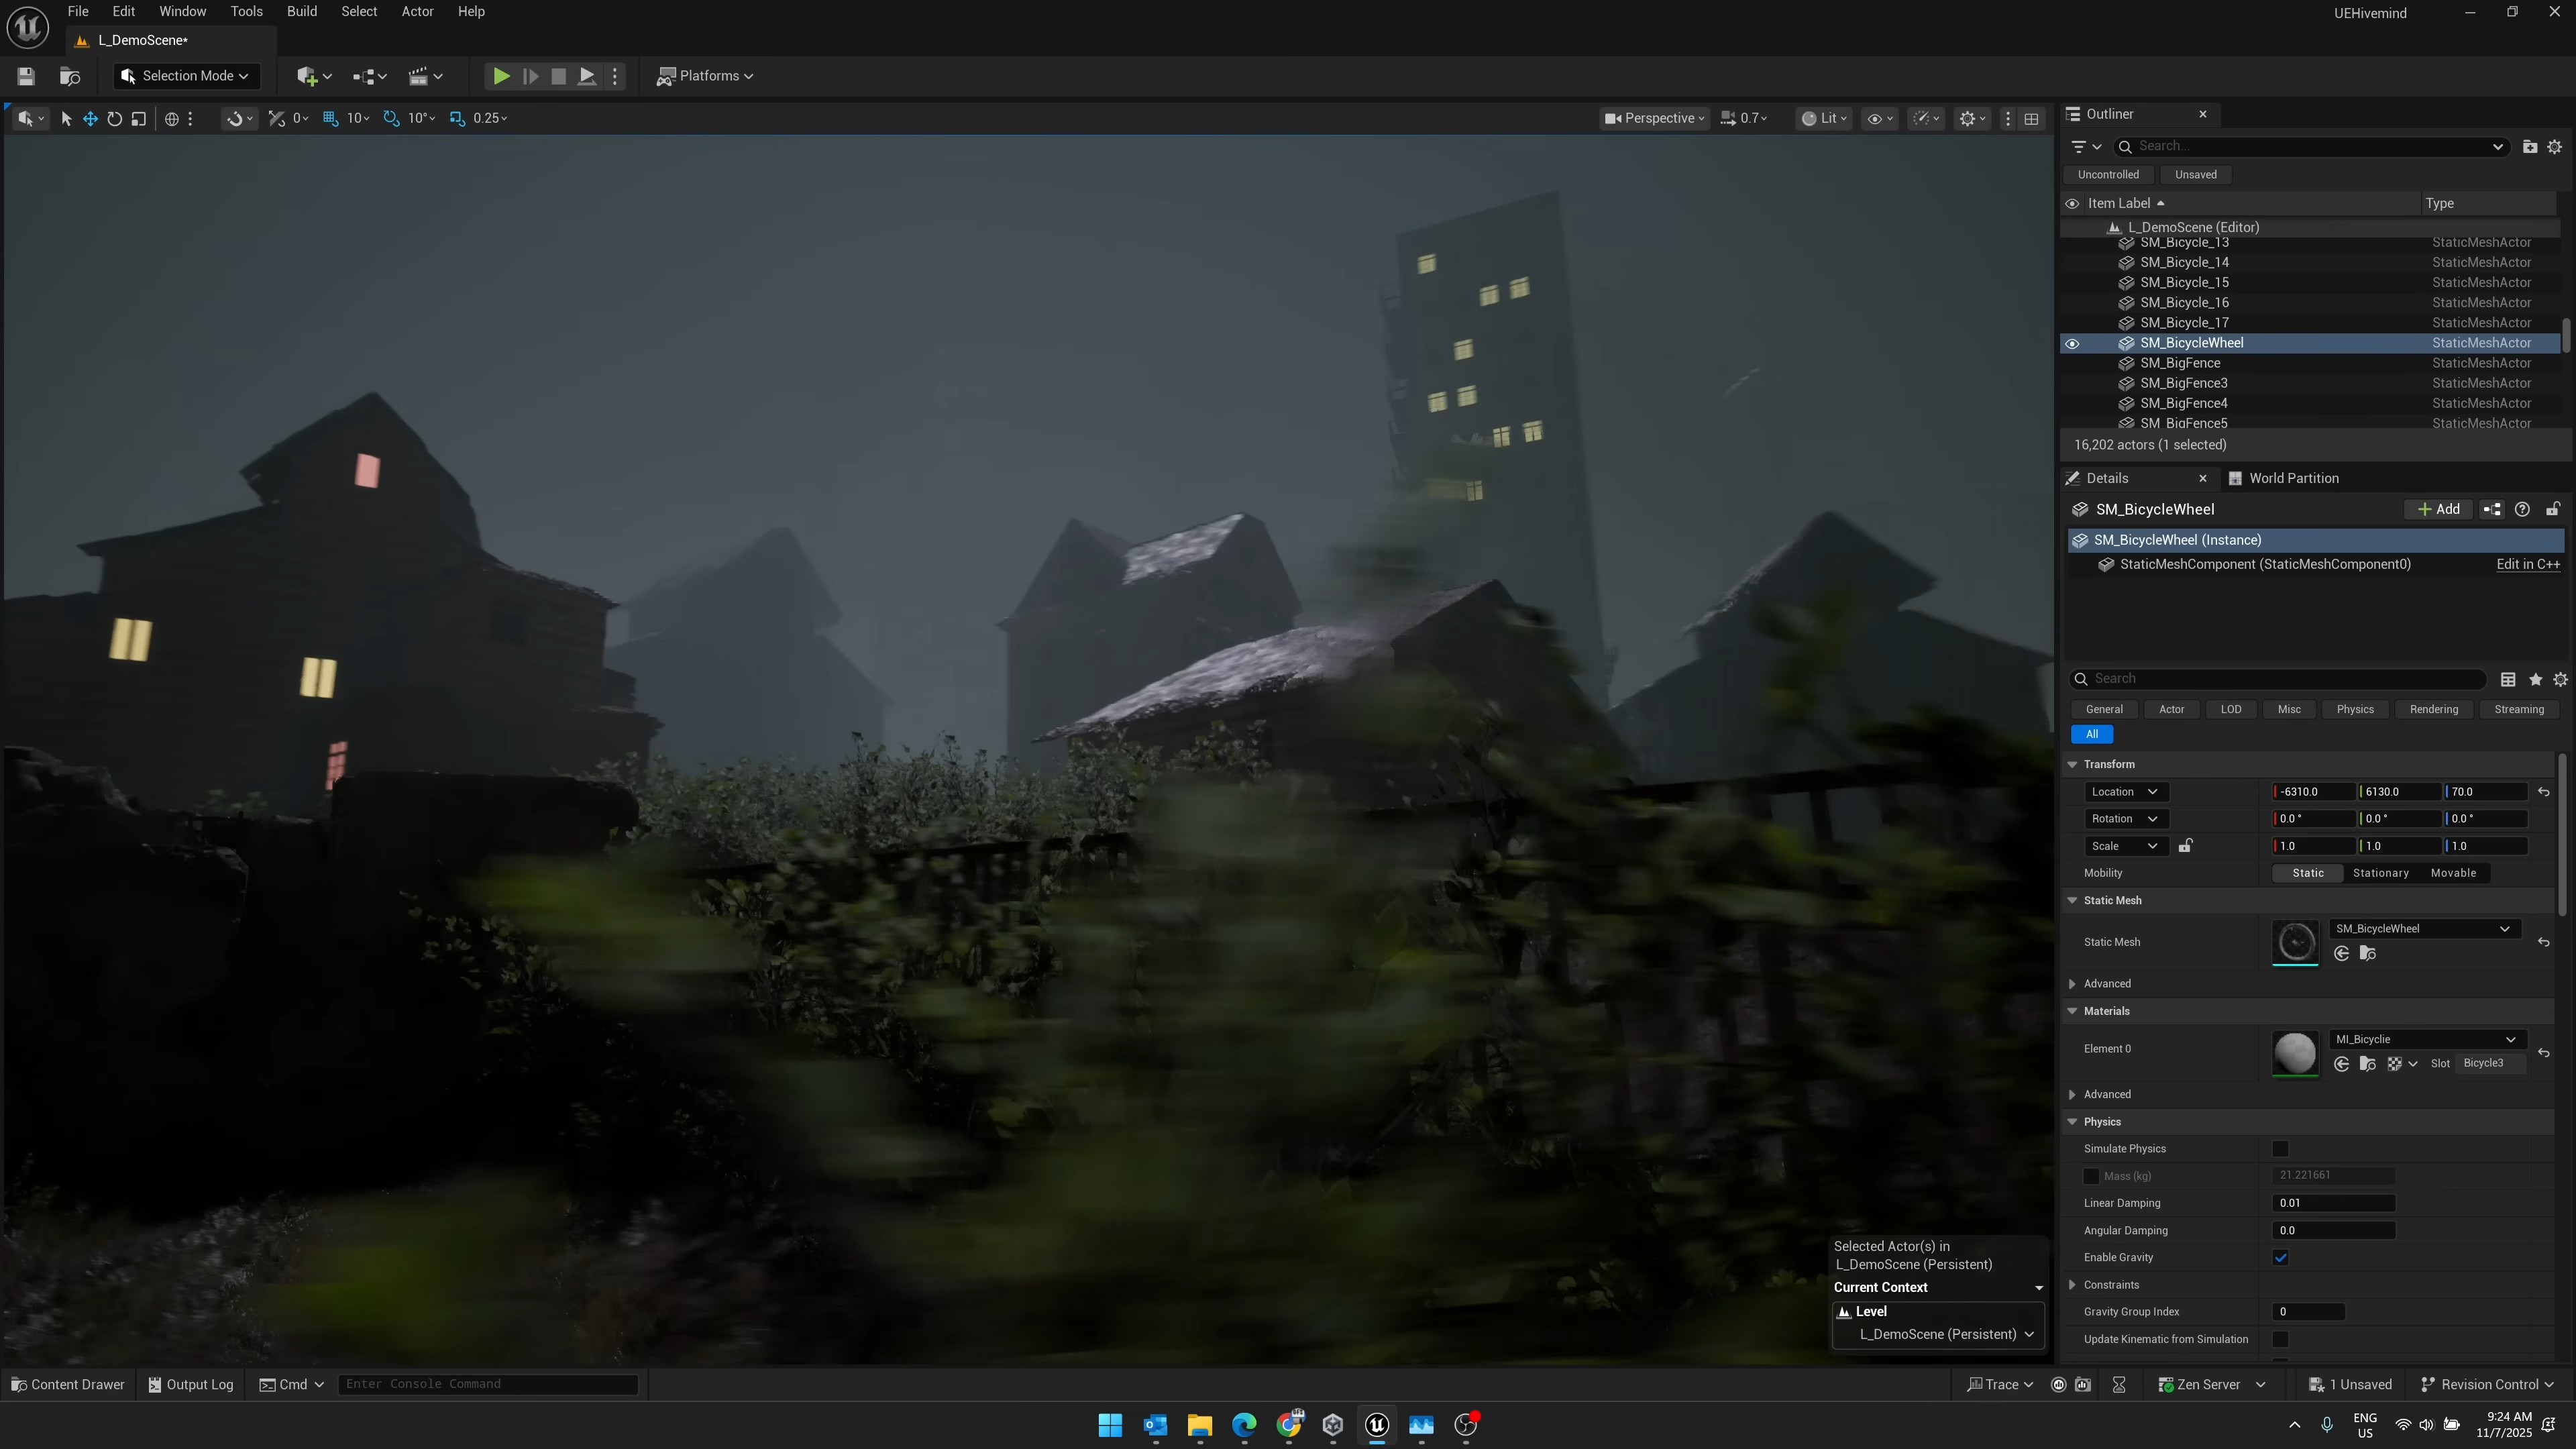 File Edit Window Tools Build Select Actor Help
UEHivemind
L_DemoScene*
Selection Mode
Platforms
0 10 10° 0.25
Perspective 0.7 Lit
Outliner
Search...
Uncontrolled Unsaved
Item Label Type
L_DemoScene (Editor)
SM_Bicycle_13 StaticMeshActor
SM_Bicycle_14 StaticMeshActor
SM_Bicycle_15 StaticMeshActor
SM_Bicycle_16 StaticMeshActor
SM_Bicycle_17 StaticMeshActor
SM_BicycleWheel StaticMeshActor
SM_BigFence StaticMeshActor
SM_BigFence3 StaticMeshActor
SM_BigFence4 StaticMeshActor
SM_BigFence5 StaticMeshActor
16,202 actors (1 selected)
Details World Partition
SM_BicycleWheel Add
SM_BicycleWheel (Instance)
StaticMeshComponent (StaticMeshComponent0) Edit in C++
Search
General Actor LOD Misc Physics Rendering Streaming
All
Transform
Location -6310.0 6130.0 70.0
Rotation 0.0° 0.0° 0.0°
Scale 1.0 1.0 1.0
Mobility Static Stationary Movable
Static Mesh
Static Mesh SM_BicycleWheel
Advanced
Materials
Element 0 MI_Bicyclie
Slot Bicycle3
Advanced
Physics
Simulate Physics
Mass (kg) 21.221661
Linear Damping 0.01
Angular Damping 0.0
Enable Gravity
Constraints
Gravity Group Index 0
Update Kinematic from Simulation
Selected Actor(s) in
L_DemoScene (Persistent)
Current Context
Level
L_DemoScene (Persistent)
Content Drawer Output Log Cmd Enter Console Command
Trace Zen Server 1 Unsaved Revision Control
ENG
US
9:24 AM
11/7/2025